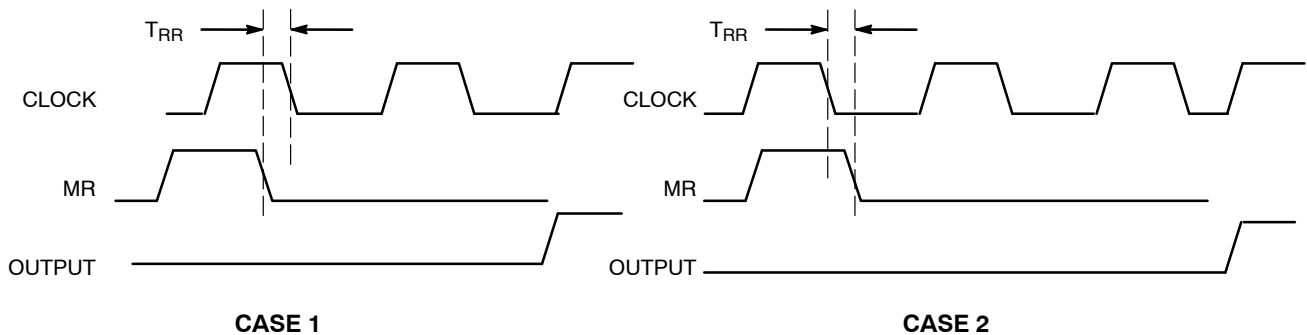 T_RR T_RR
CLOCK CLOCK
MR MR
OUTPUT OUTPUT
CASE 1 CASE 2